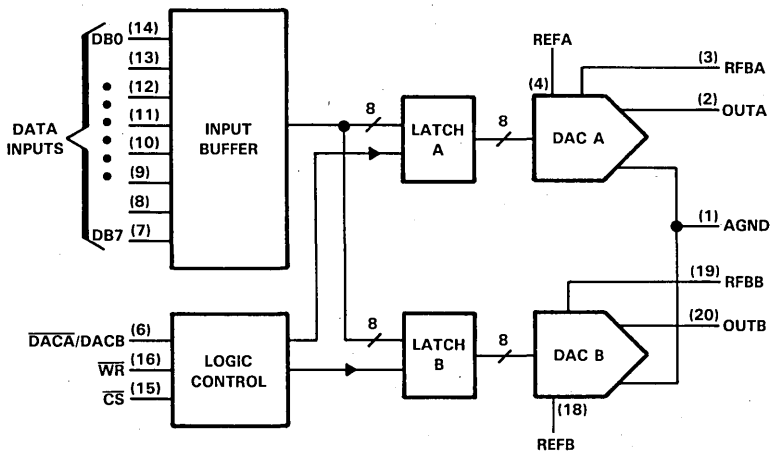 DATA
INPUTS
DB0 (14)
(13)
(12)
(11)
(10)
(9)
(8)
DB7 (7)
INPUT
BUFFER
8
LATCH
A
8
REFA
(4)
DAC A
(3) RFBA
(2) OUTA
(1) AGND
DACA/DACB (6)
WR (16)
CS (15)
LOGIC
CONTROL
8
LATCH
B
8
DAC B
(19) RFBB
(20) OUTB
(18)
REFB